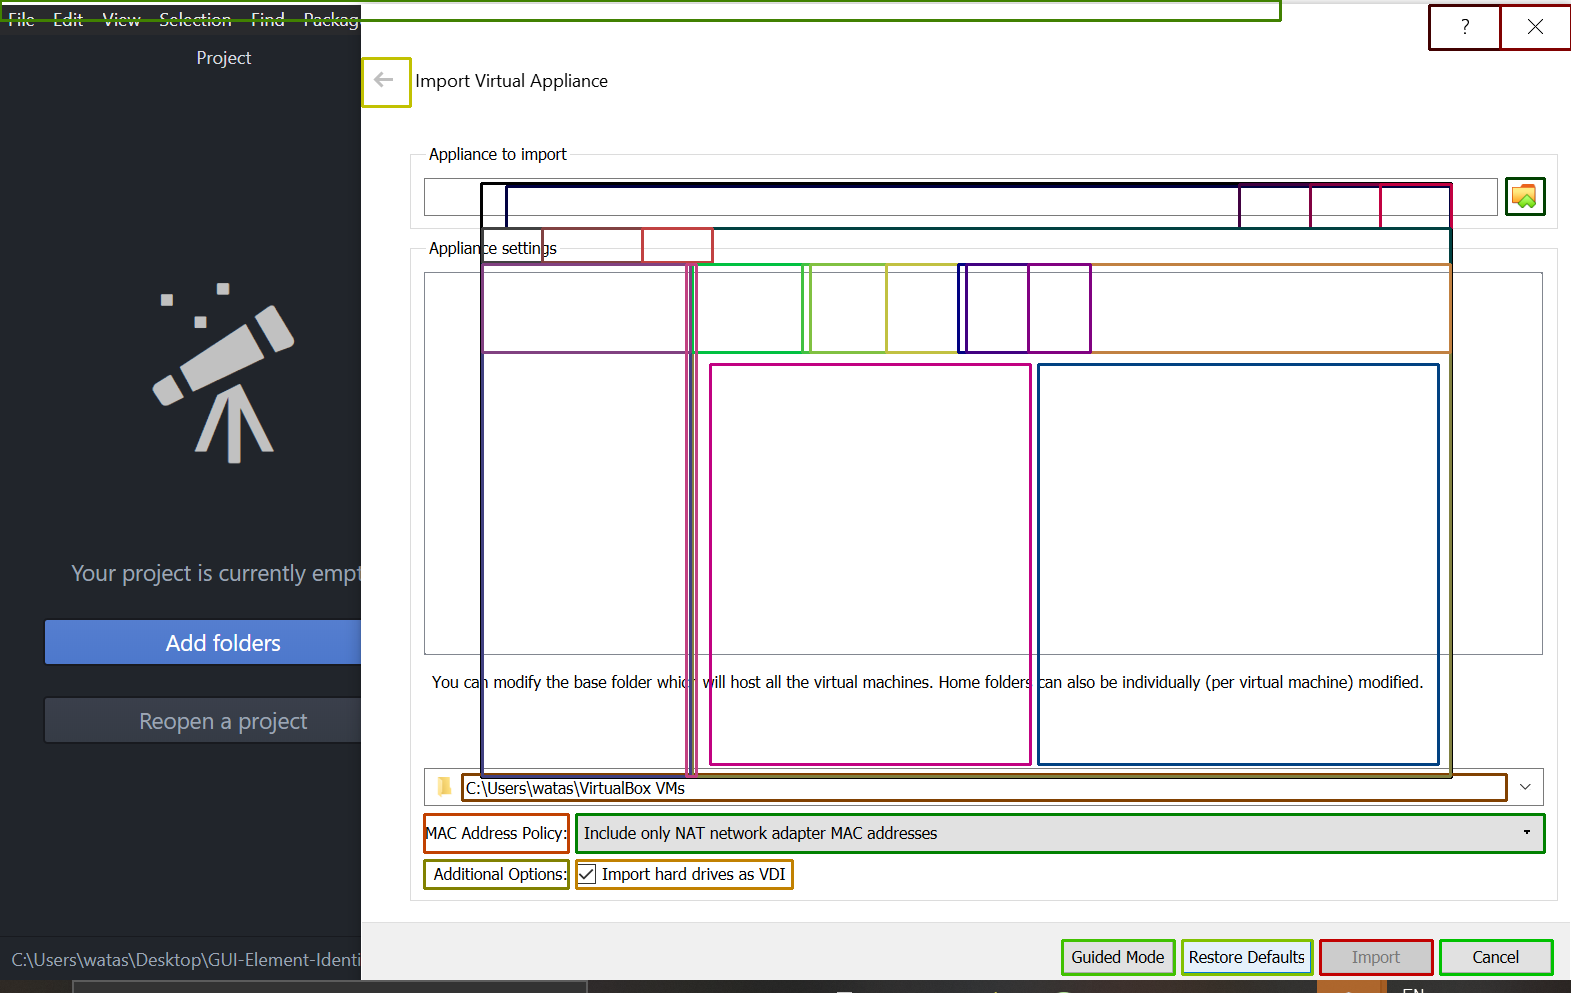 File Edit View Selection Find Packag
?
Project
Import Virtual Appliance
Appliance to import
Appliance settings
Your project is currently empt
Add folders
You can modify the base folder which will host all the virtual machines. Home folders can also be individually (per virtual machine) modified.
Reopen a project
C:\Users\watas\VirtualBox VMs
MAC Address Policy: Include only NAT network adapter MAC addresses
Additional Options: Import hard drives as VDI
C:\Users\watas\Desktop\GUI-Element-Identi
Guided Mode Restore Defaults Import Cancel
EN